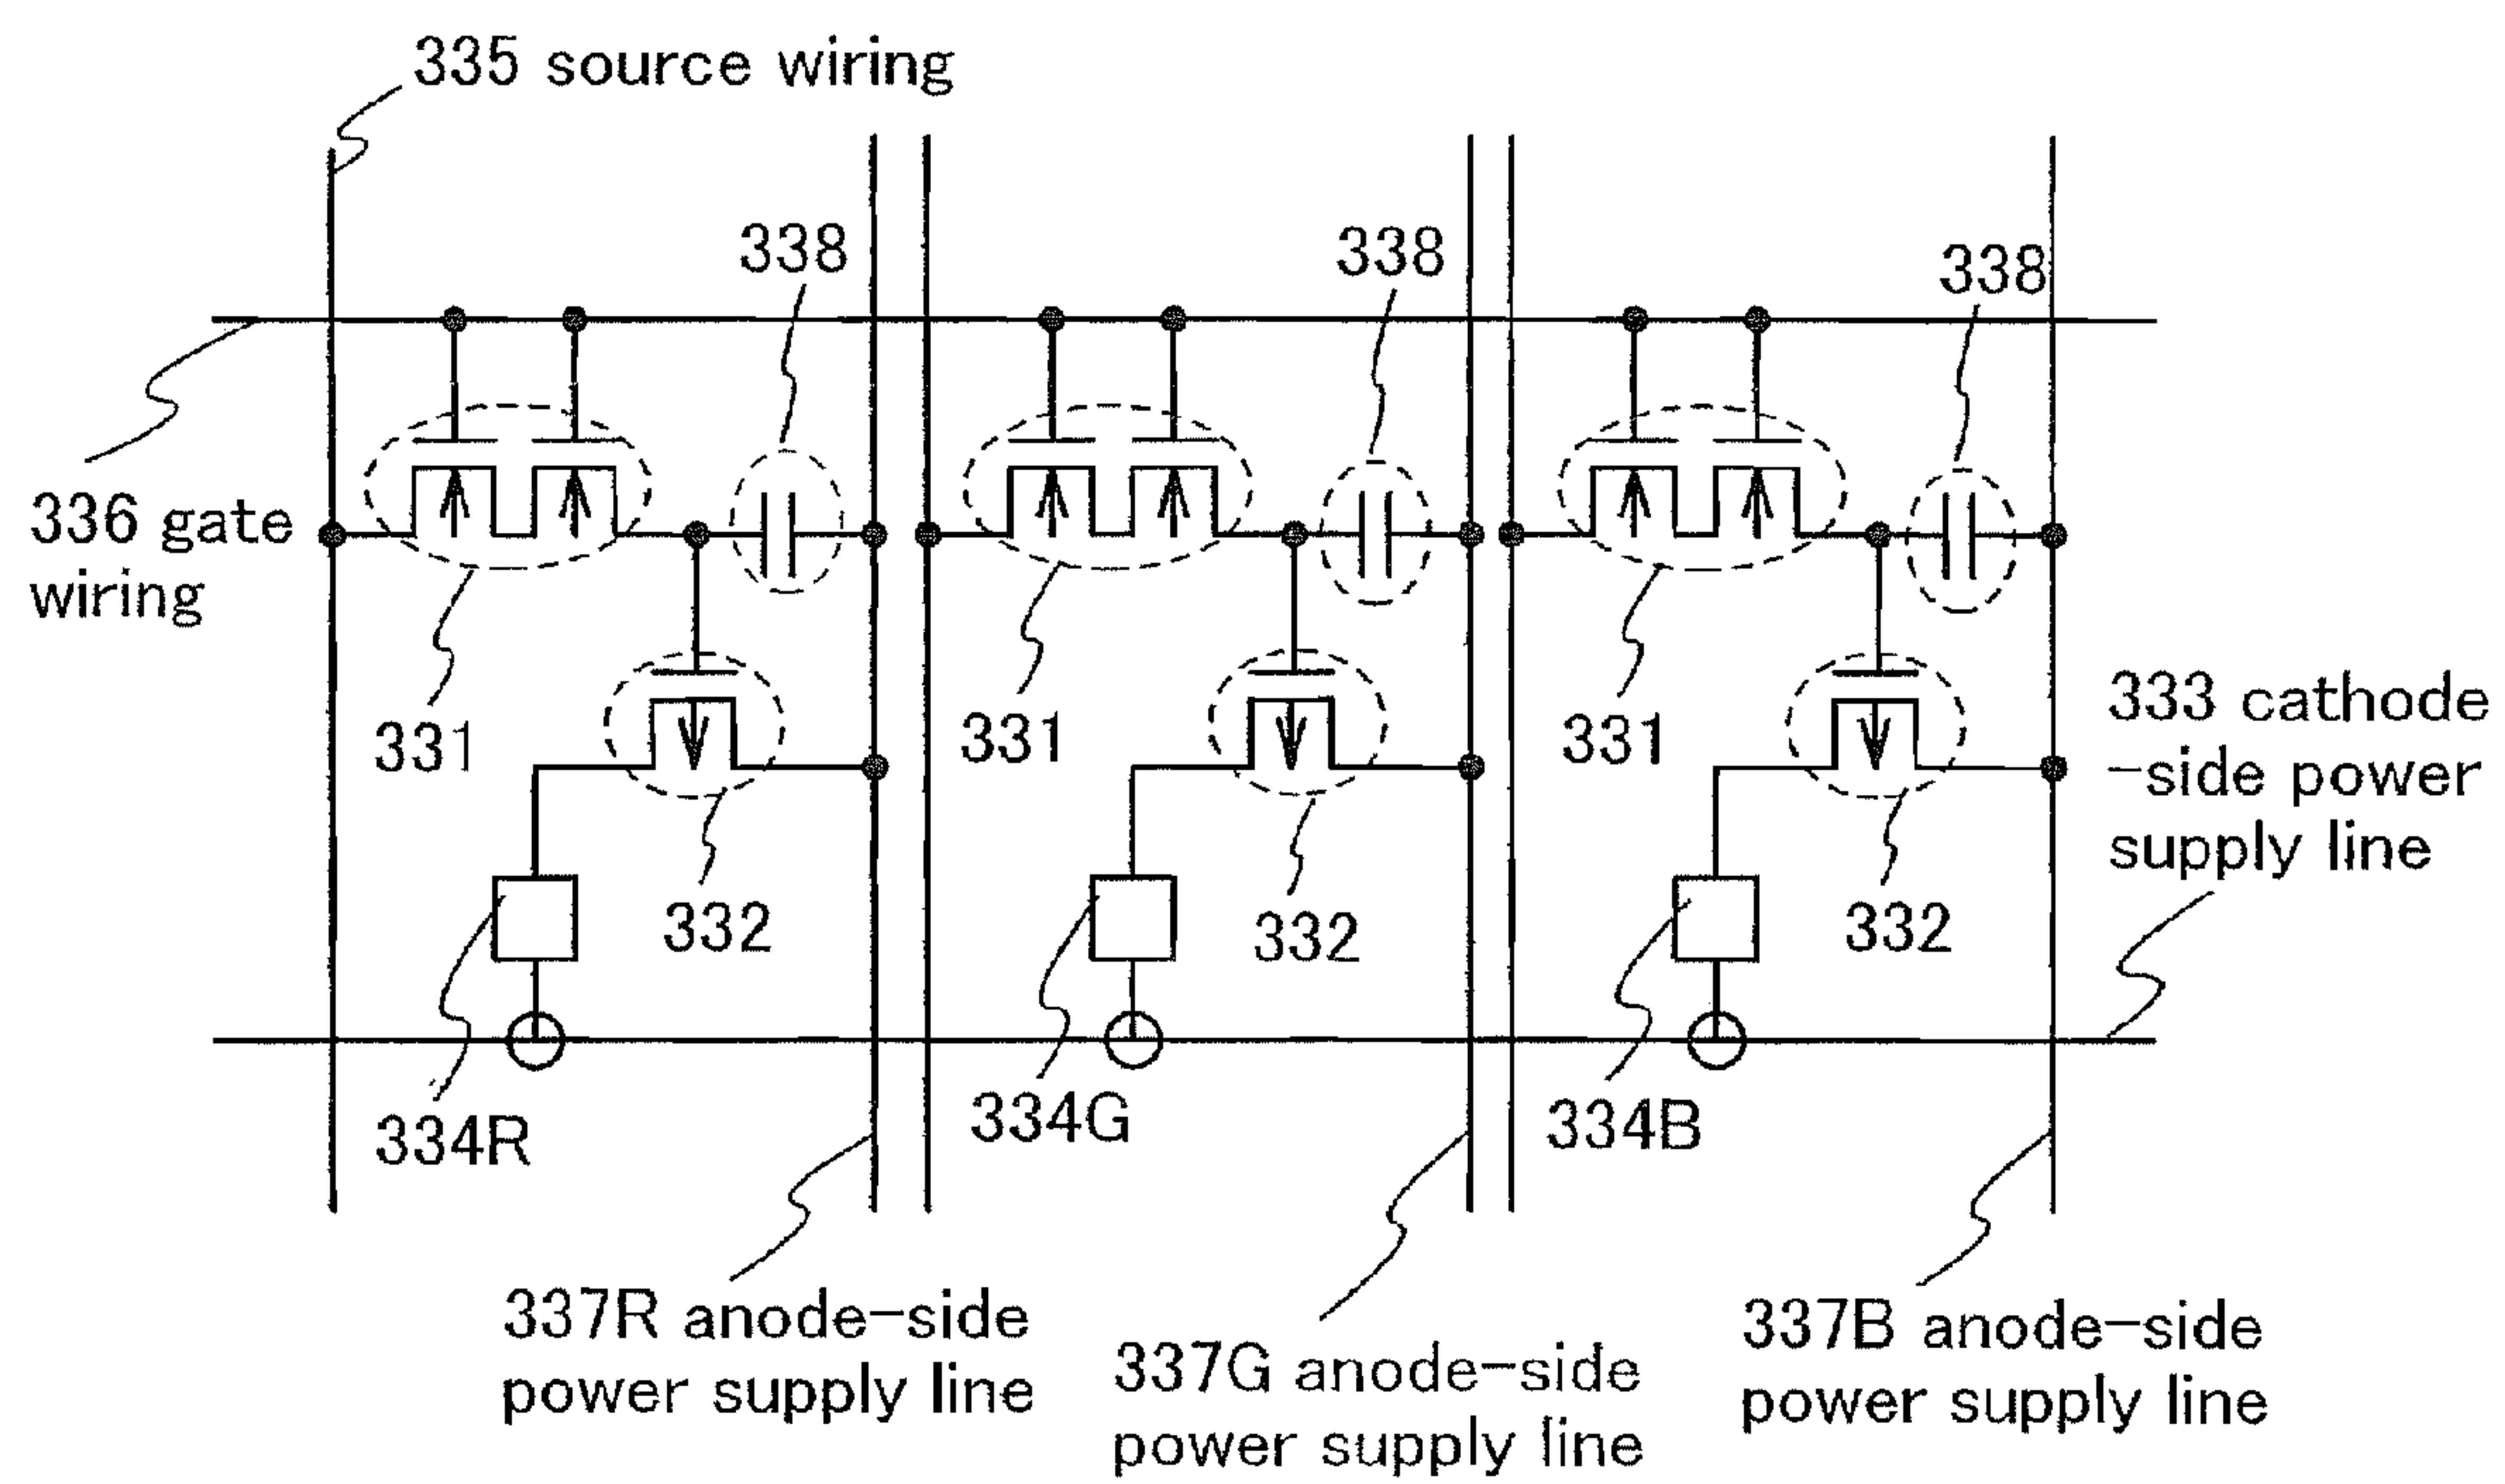 335 source wiring
338
338
338
336 gate
wiring
331
331
331
333 cathode
-side power
supply line
332
332
332
334R
334G
334B
337R anode-side
power supply line
337G anode-side
power supply line
337B anode-side
power supply line